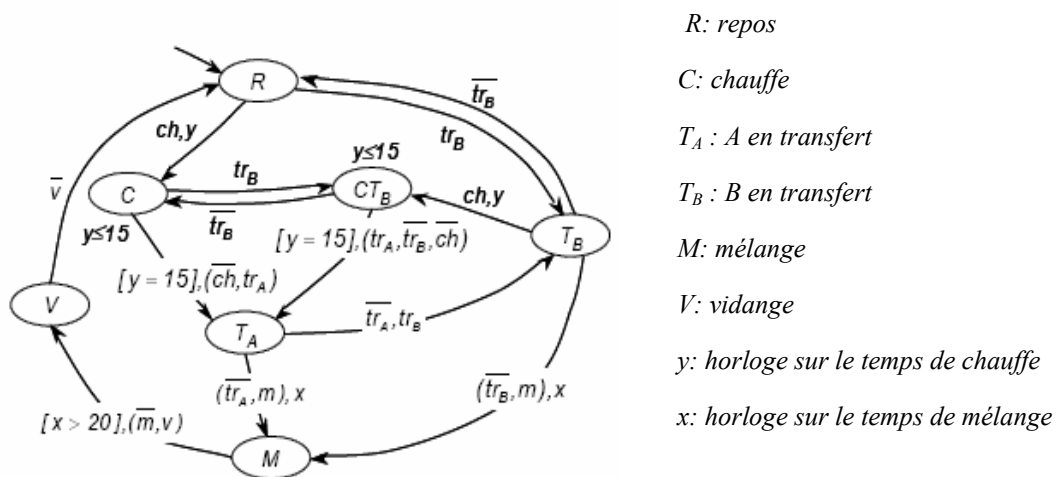 R
tr_B
tr_B
ch,y
y≤15
v
C
tr_B
CT_B
ch,y
tr_B
y≤15
T_B
[y = 15],(tr_A,tr_B,ch)
[y = 15],(ch,tr_A)
V
T_A
tr_A,tr_B
(tr_A,m),x
(tr_B,m),x
[x > 20],(m,v)
M
R: repos
C: chauffe
T_A : A en transfert
T_B : B en transfert
M: mélange
V: vidange
y: horloge sur le temps de chauffe
x: horloge sur le temps de mélange